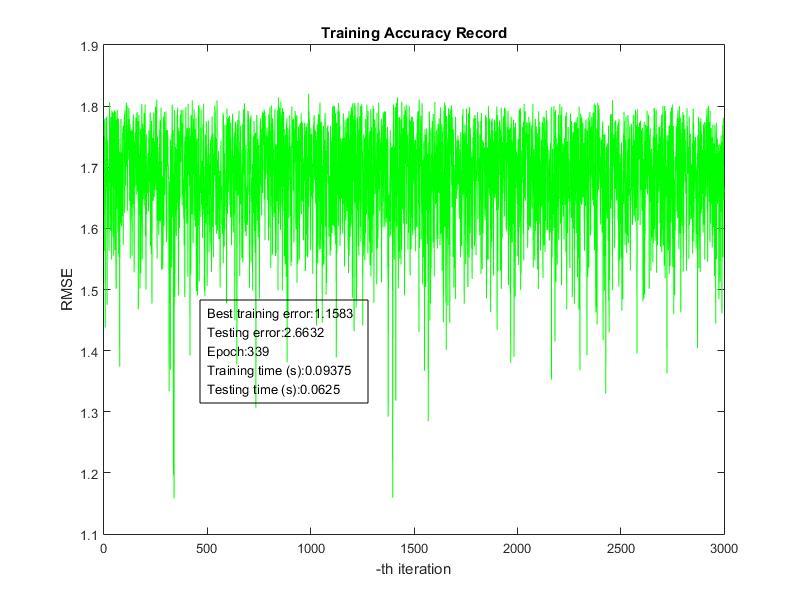 Training Accuracy Record
1.9
1.8
1.7
1.6
1.5
1.4
1.3
1.2
1.1
RMSE
Best training error:1.1583
Testing error:2.6632
Epoch:339
Training time (s):0.09375
Testing time (s):0.0625
0 500 1000 1500 2000 2500 3000
-th iteration